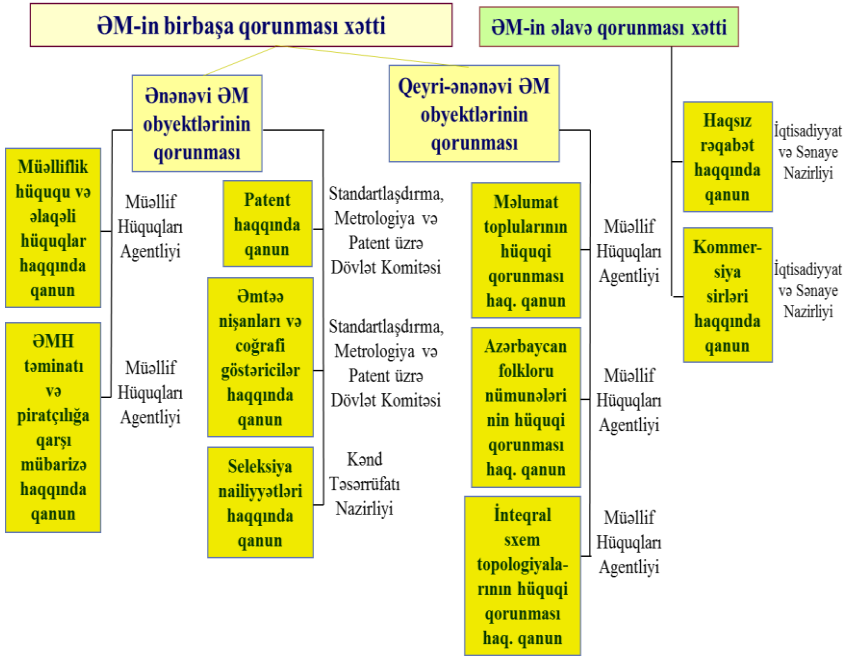 ƏM-in birbaşa qorunması xətti
ƏM-in əlavə qorunması xətti
Ənənəvi ƏM
obyektlərinin
qorunması
Qeyri-ənənəvi ƏM
obyektlərinin
qorunması
Müəlliflik
hüququ və
əlaqəli
hüquqlar
haqqında
qanun
Müəllif
Hüquqları
Agentliyi
ƏMH
təminatı
və
piratçılığa
qarşı
mübarizə
haqqında
qanun
Müəllif
Hüquqları
Agentliyi
Patent
haqqında
qanun
Standartlaşdırma,
Metrologiya və
Patent üzrə
Dövlət Komitəsi
Əmtəə
nişanları və
coğrafi
göstəricilər
haqqında
qanun
Standartlaşdırma,
Metrologiya və
Patent üzrə
Dövlət Komitəsi
Seleksiya
nailiyyətləri
haqqında
qanun
Kənd
Təsərrüfatı
Nazirliyi
Məlumat
toplularının
hüquqi
qorunması
haq. qanun
Müəllif
Hüquqları
Agentliyi
Azərbaycan
folkloru
nümunələri
nin hüquqi
qorunması
haq. qanun
Müəllif
Hüquqları
Agentliyi
İnteqral
sxem
topologiyala-
rının hüquqi
qorunması
haq. qanun
Müəllif
Hüquqları
Agentliyi
Haqsız
rəqabət
haqqında
qanun
İqtisadiyyat
və Sənaye
Nazirliyi
Kommer-
siya
sirləri
haqqında
qanun
İqtisadiyyat
və Sənaye
Nazirliyi